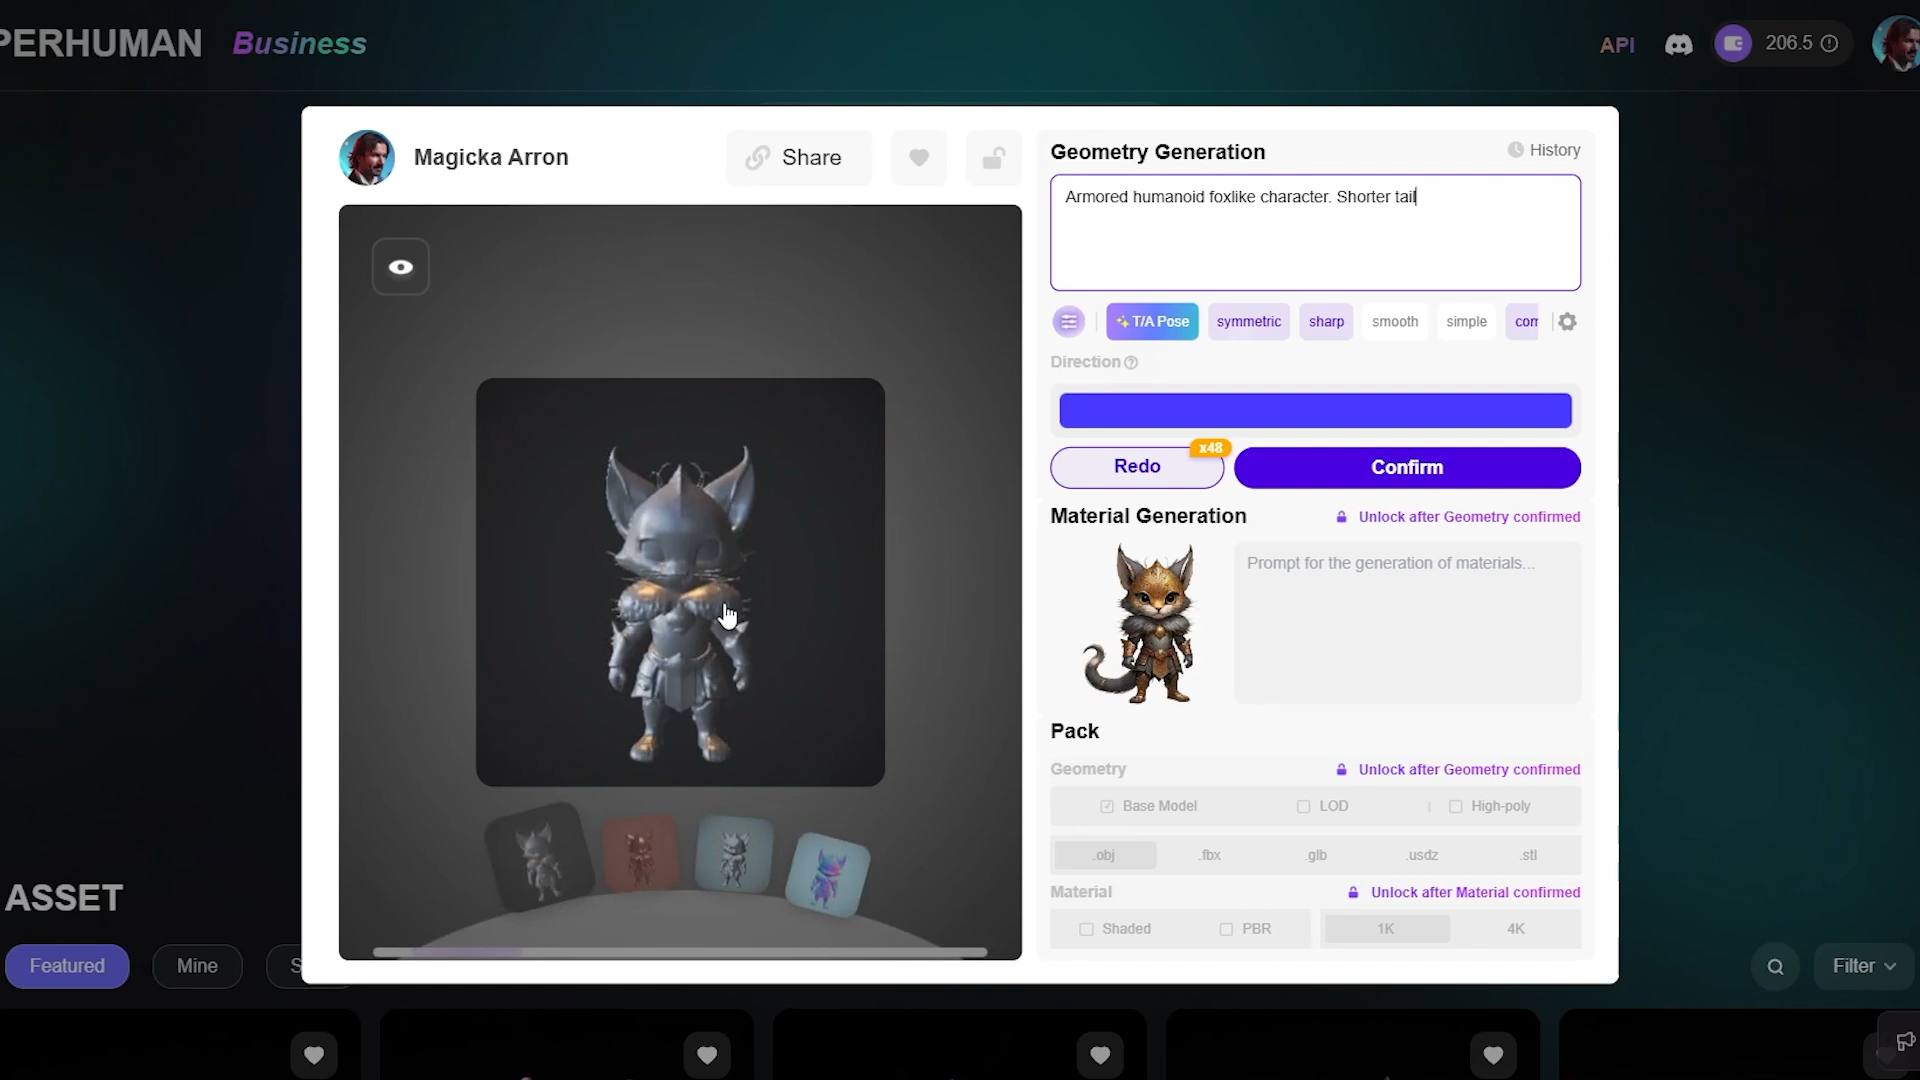 PERHUMAN Business
API
206.5
Magicka Arron
Share
Geometry Generation
History
Armored humanoid foxlike character. Shorter tail
T/A Pose
symmetric
sharp
smooth
simple
com
Direction
x48
Redo
Confirm
Material Generation
Unlock after Geometry confirmed
Prompt for the generation of materials...
Pack
Geometry
Unlock after Geometry confirmed
Base Model
LOD
High-poly
.obj
.fbx
.glb
.usdz
.stl
Material
Unlock after Material confirmed
Shaded
PBR
1K
4K
ASSET
Featured
Mine
S
Filter